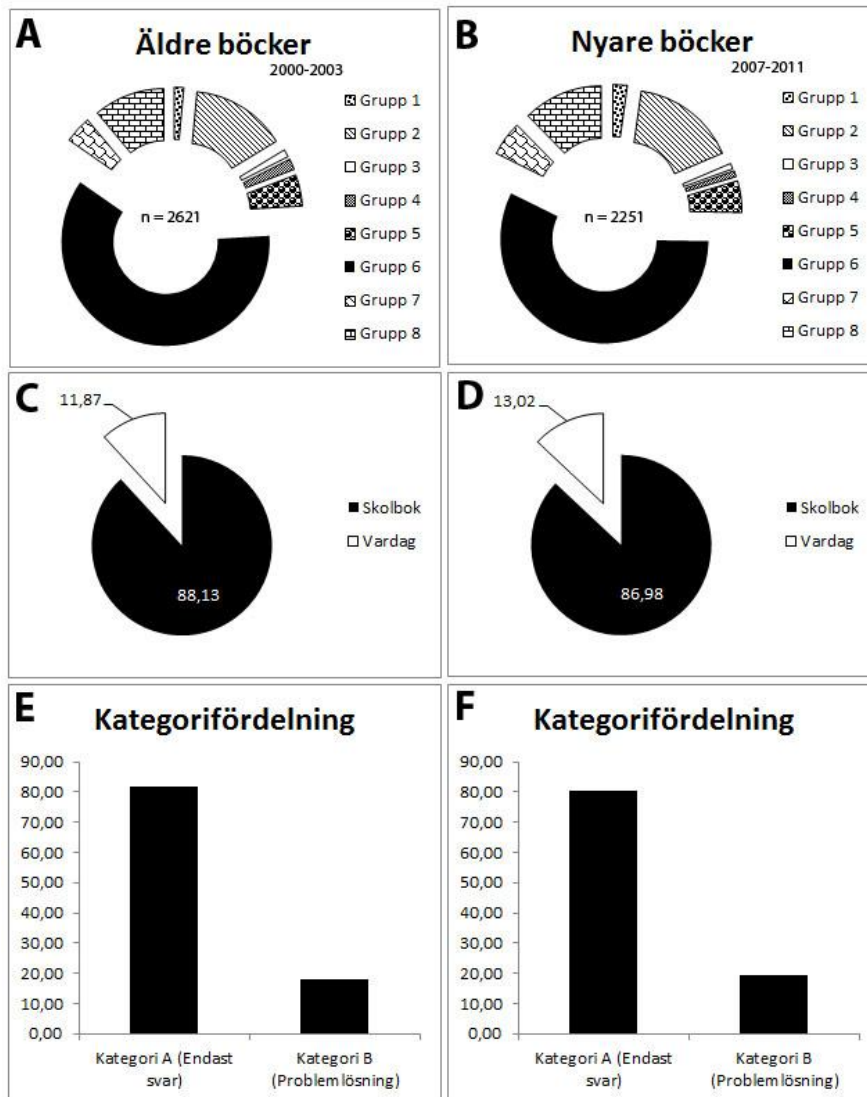 A
Äldre böcker
2000-2003
n = 2621
Grupp 1
Grupp 2
Grupp 3
Grupp 4
Grupp 5
Grupp 6
Grupp 7
Grupp 8
B
Nyare böcker
2007-2011
n = 2251
Grupp 1
Grupp 2
Grupp 3
Grupp 4
Grupp 5
Grupp 6
Grupp 7
Grupp 8
C
11,87
88,13
Skolbok
Vardag
D
13,02
86,98
Skolbok
Vardag
E
Kategorifördelning
90,00
80,00
70,00
60,00
50,00
40,00
30,00
20,00
10,00
0,00
Kategori A (Endast
svar)
Kategori B
(Problemlösning)
F
Kategorifördelning
90,00
80,00
70,00
60,00
50,00
40,00
30,00
20,00
10,00
0,00
Kategori A (Endast
svar)
Kategori B
(Problemlösning)